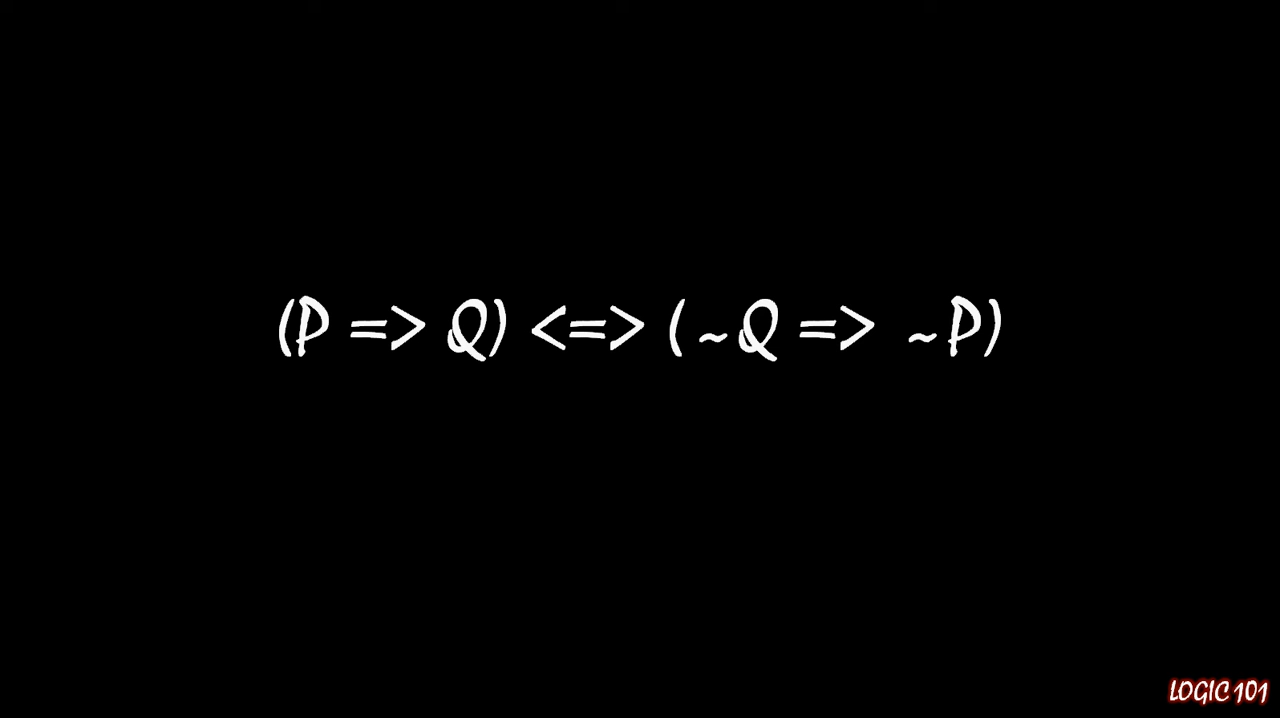 (P => Q) <=> (~Q => ~P)
LOGIC 101